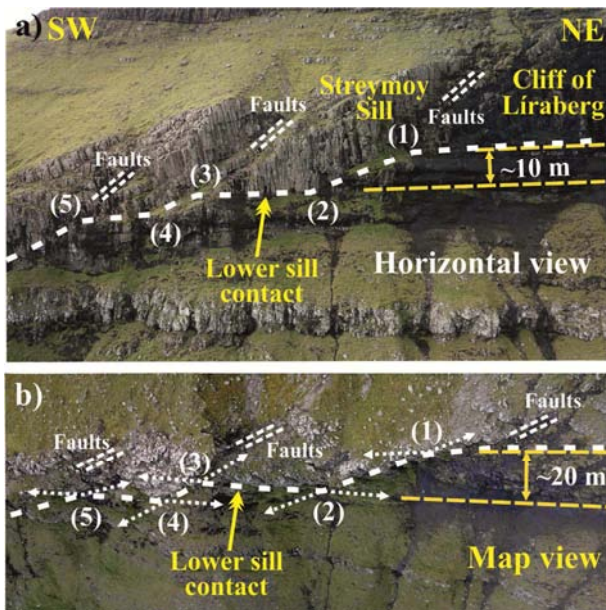 a) SW
NE
Streymoy
Sill
Cliff of
Líraberg
Faults
Faults
Faults
(1)
~10 m
(3)
(5)
(2)
(4)
Lower sill
contact
Horizontal view
b)
Faults
(1)
Faults
Faults
(3)
~20 m
(5)
(4)
(2)
Lower sill
contact
Map view